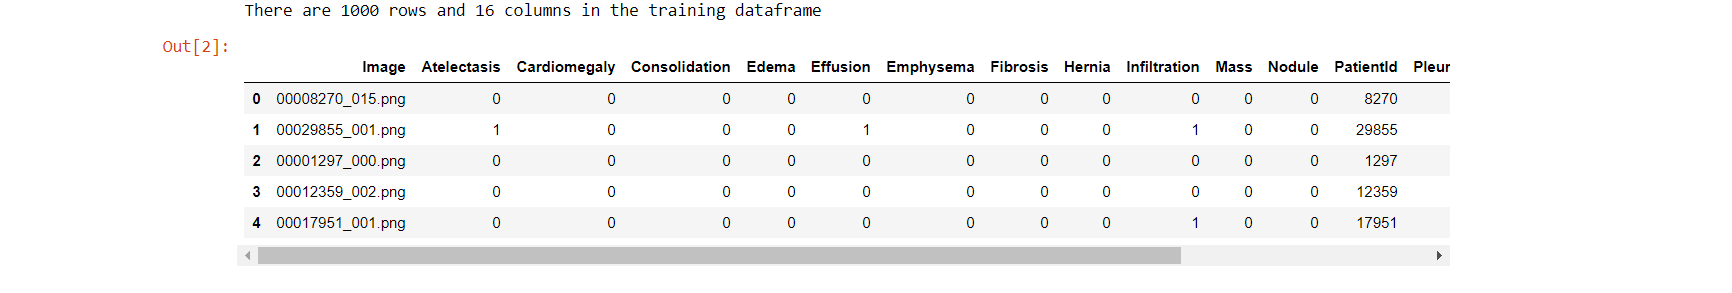 There are 1000 rows and 16 columns in the training dataframe
Out[2]:
Image Atelectasis Cardiomegaly Consolidation Edema Effusion Emphysema Fibrosis Hernia Infiltration Mass Nodule PatientId Pleur
0 00008270_015.png 0 0 0 0 0 0 0 0 0 0 0 8270
1 00029855_001.png 1 0 0 0 1 0 0 0 1 0 0 29855
2 00001297_000.png 0 0 0 0 0 0 0 0 0 0 0 1297
3 00012359_002.png 0 0 0 0 0 0 0 0 0 0 0 12359
4 00017951_001.png 0 0 0 0 0 0 0 0 1 0 0 17951